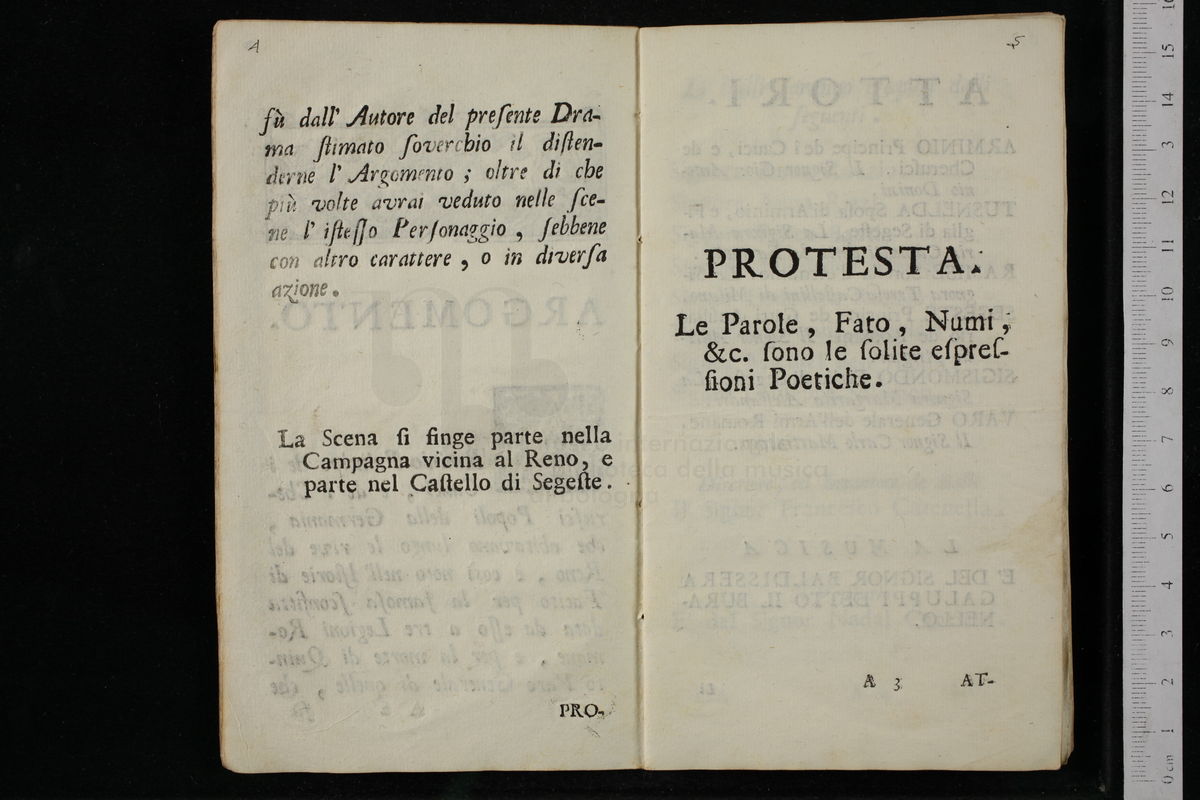 4
fù dall' Autore del preſente Dra-
ma ſtimato ſoverchio il diſten-
derne l' Argomento ; oltre di che
più volte avrai veduto nelle ſce-
ne l' iſteſſo Perſonaggio , ſebbene
con altro carattere , o in diverſa
azione .
La Scena ſi finge parte nella
Campagna vicina al Reno, e
parte nel Caſtello di Segeſte .
PRO-
5
PROTESTA.
Le Parole , Fato , Numi ,
&c. ſono le ſolite eſpreſ-
ſioni Poetiche .
A 3 AT-